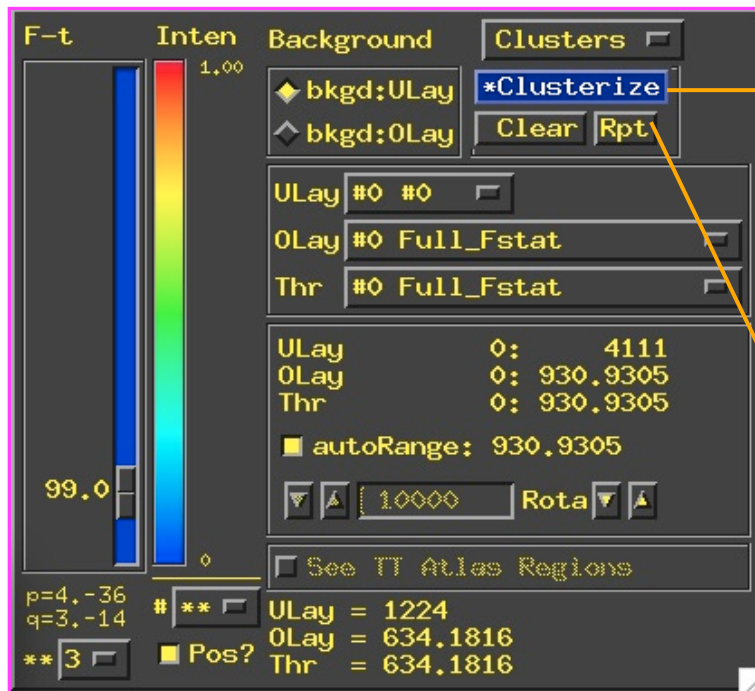 F-t
Inten
Background
Clusters
1.00
bkgd:ULay
*Clusterize
bkgd:OLay
Clear Rpt
ULay #0 #0
OLay #0 Full_Fstat
Thr #0 Full_Fstat
ULay 0: 4111
OLay 0: 930.9305
Thr 0: 930.9305
autoRange: 930.9305
99.0
10000
Rota
0
See TT Atlas Regions
p=4.-36
q=3.-14
** 3
# **
Pos?
ULay = 1224
OLay = 634.1816
Thr = 634.1816